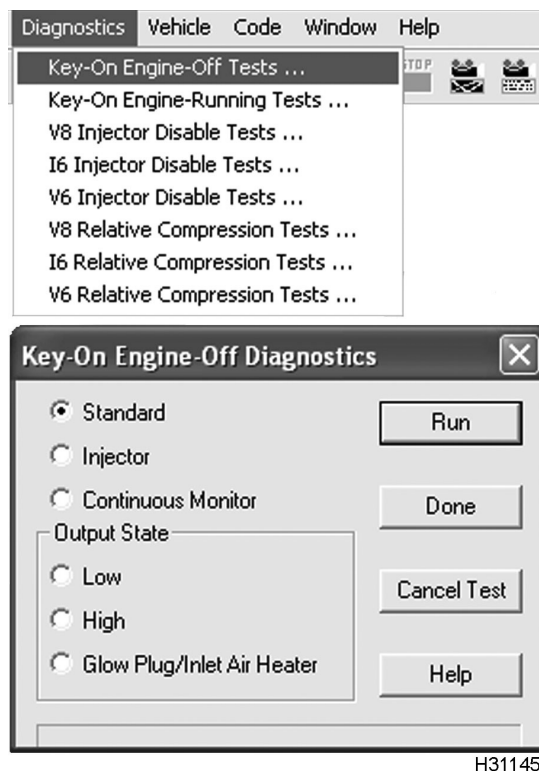 Diagnostics Vehicle Code Window Help
Key-On Engine-Off Tests ...
STOP
Key-On Engine-Running Tests ...
V8 Injector Disable Tests ...
I6 Injector Disable Tests ...
V6 Injector Disable Tests ...
V8 Relative Compression Tests ...
I6 Relative Compression Tests ...
V6 Relative Compression Tests ...
Key-On Engine-Off Diagnostics
Standard
Run
Injector
Continuous Monitor
Done
Output State
Low
Cancel Test
High
Glow Plug/Inlet Air Heater
Help
H31145